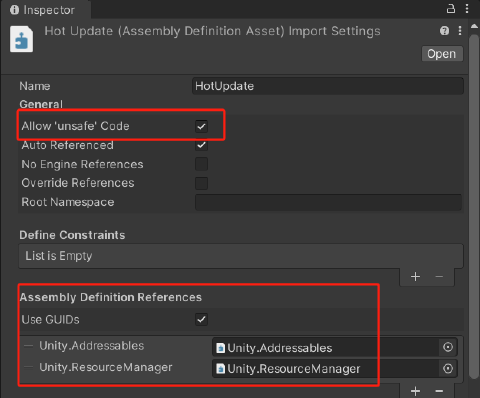 Inspector
Hot Update (Assembly Definition Asset) Import Settings
Open
Name HotUpdate
General
Allow 'unsafe' Code
Auto Referenced
No Engine References
Override References
Root Namespace
Define Constraints
List is Empty
Assembly Definition References
Use GUIDs
Unity.Addressables Unity.Addressables
Unity.ResourceManager Unity.ResourceManager